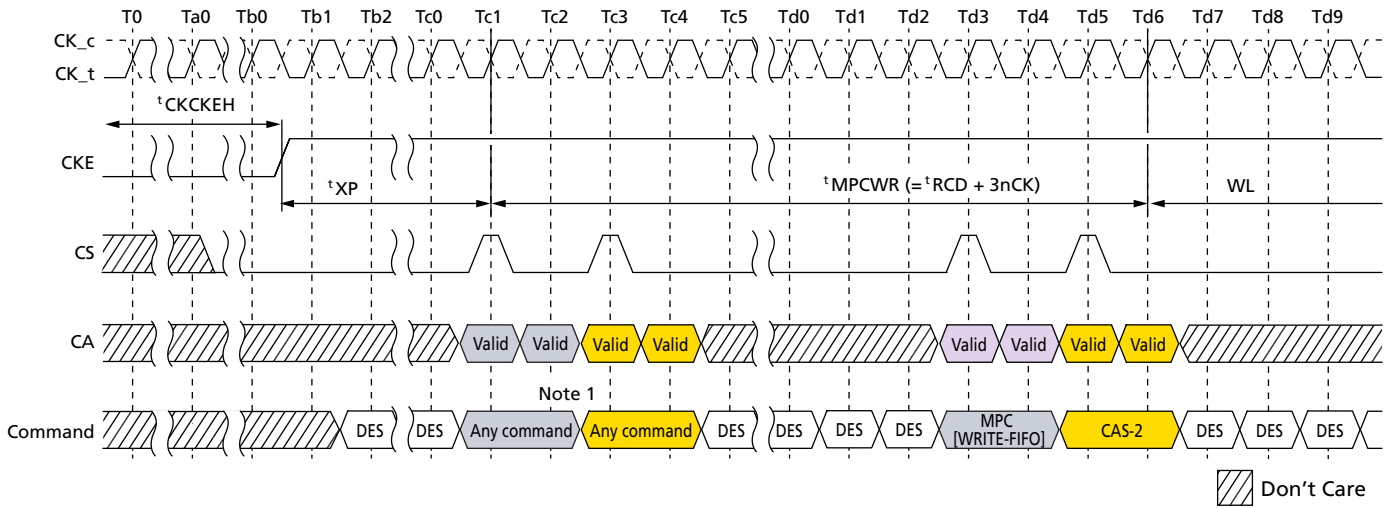 T0 Ta0 Tb0 Tb1 Tb2 Tc0 Tc1 Tc2 Tc3 Tc4 Tc5 Td0 Td1 Td2 Td3 Td4 Td5 Td6 Td7 Td8 Td9
CK_c
CK_t
tCKCKEH
CKE
tXP tMPCWR (= tRCD + 3nCK) WL
CS
CA Valid Valid Valid Valid Valid Valid Valid Valid
Note 1
Command DES DES Any command Any command DES DES DES DES MPC [WRITE-FIFO] CAS-2 DES DES DES
Don't Care